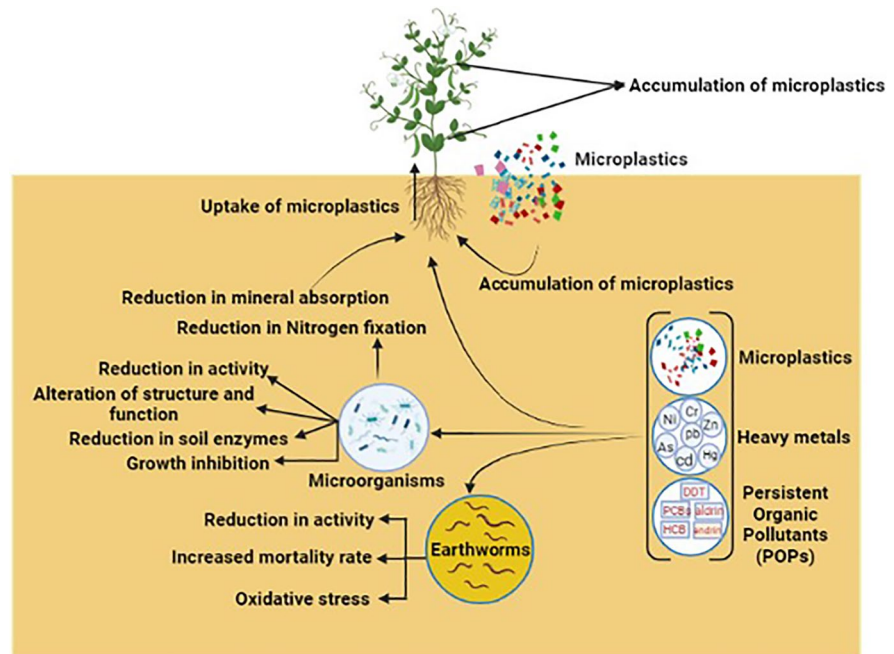 Accumulation of microplastics
Microplastics
Uptake of microplastics
Accumulation of microplastics
Reduction in mineral absorption
Reduction in Nitrogen fixation
Reduction in activity
Alteration of structure and
function
Reduction in soil enzymes
Growth inhibition
Microorganisms
Reduction in activity
Increased mortality rate
Oxidative stress
Earthworms
Microplastics
Ni Cr Zn
As pb Hg
cd
Heavy metals
DDT
PCBs aldrin
HCB endrin
Persistent
Organic
Pollutants
(POPs)